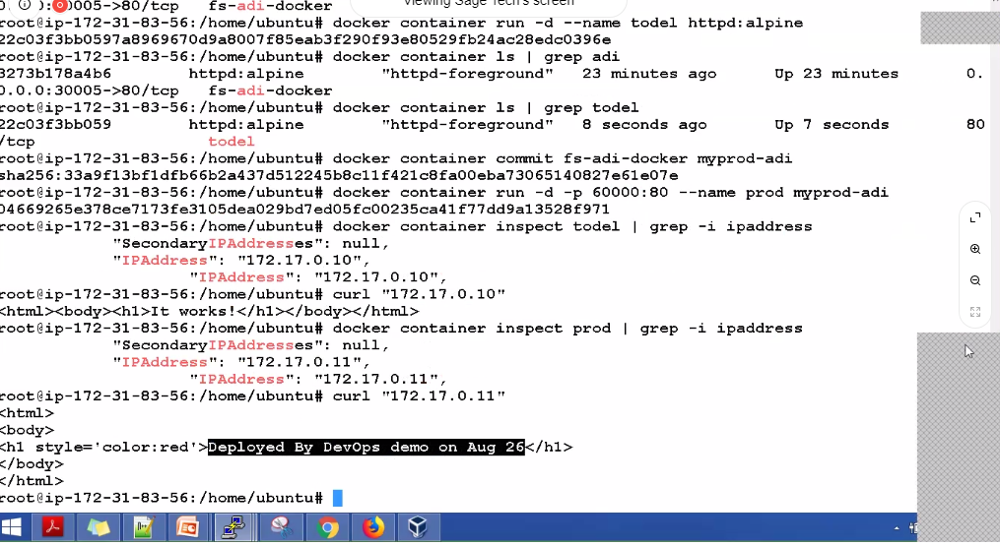 Viewing Sage Tech's screen
0.0.0.0:30005->80/tcp   fs-adi-docker
root@ip-172-31-83-56:/home/ubuntu# docker container run -d --name todel httpd:alpine
22c03f3bb0597a8969670d9a8007f85eab3f290f93e80529fb24ac28edc0396e
root@ip-172-31-83-56:/home/ubuntu# docker container ls | grep adi
3273b178a4b6        httpd:alpine        "httpd-foreground"   23 minutes ago      Up 23 minutes       0.
0.0.0:30005->80/tcp   fs-adi-docker
root@ip-172-31-83-56:/home/ubuntu# docker container ls | grep todel
22c03f3bb059        httpd:alpine        "httpd-foreground"   8 seconds ago       Up 7 seconds        80
/tcp                  todel
root@ip-172-31-83-56:/home/ubuntu# docker container commit fs-adi-docker myprod-adi
sha256:33a9f13bf1dfb66b2a437d512245b8c11f421c8fa00eba73065140827e61e07e
root@ip-172-31-83-56:/home/ubuntu# docker container run -d -p 60000:80 --name prod myprod-adi
04669265e378ce7173fe3105dea029bd7ed05fc00235ca41f77dd9a13528f971
root@ip-172-31-83-56:/home/ubuntu# docker container inspect todel | grep -i ipaddress
            "SecondaryIPAddresses": null,
            "IPAddress": "172.17.0.10",
                    "IPAddress": "172.17.0.10",
root@ip-172-31-83-56:/home/ubuntu# curl "172.17.0.10"
<html><body><h1>It works!</h1></body></html>
root@ip-172-31-83-56:/home/ubuntu# docker container inspect prod | grep -i ipaddress
            "SecondaryIPAddresses": null,
            "IPAddress": "172.17.0.11",
                    "IPAddress": "172.17.0.11",
root@ip-172-31-83-56:/home/ubuntu# curl "172.17.0.11"
<html>
<body>
<h1 style='color:red'>Deployed By DevOps demo on Aug 26</h1>
</body>
</html>
root@ip-172-31-83-56:/home/ubuntu#